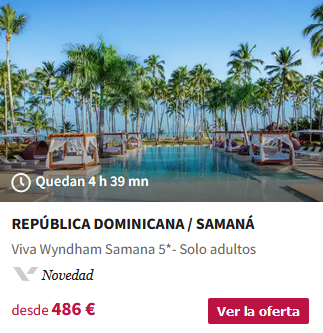 Quedan 4 h 39 mn
REPÚBLICA DOMINICANA / SAMANÁ
Viva Wyndham Samana 5*- Solo adultos
Novedad
desde 486 € Ver la oferta